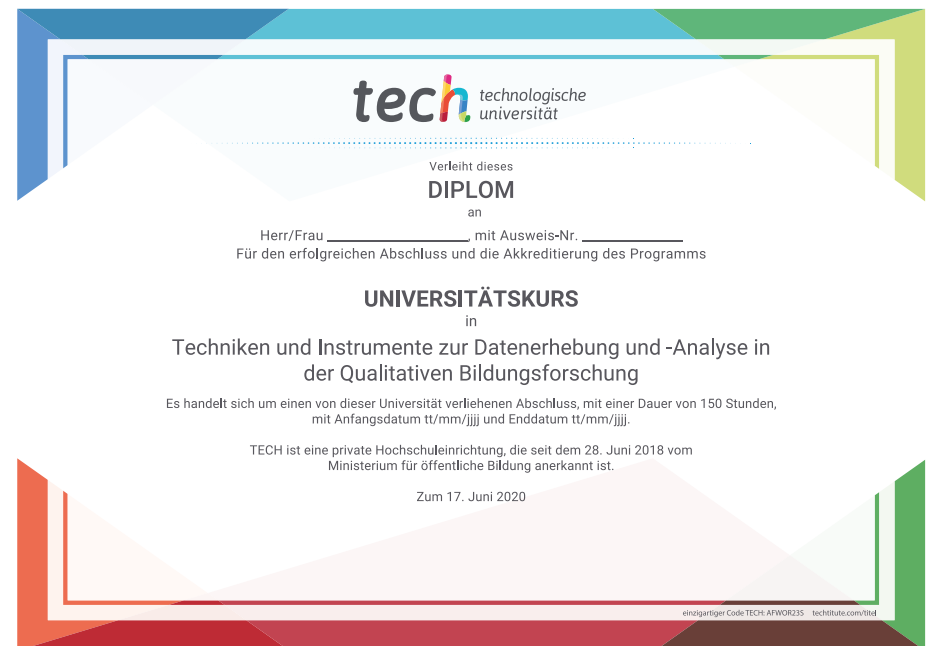 tech technologische
universität
Verleiht dieses
DIPLOM
an
Herr/Frau ____________, mit Ausweis-Nr. ____________
Für den erfolgreichen Abschluss und die Akkreditierung des Programms
UNIVERSITÄTSKURS
in
Techniken und Instrumente zur Datenerhebung und -Analyse in
der Qualitativen Bildungsforschung
Es handelt sich um einen von dieser Universität verliehenen Abschluss, mit einer Dauer von 150 Stunden,
mit Anfangsdatum tt/mm/jjjj und Enddatum tt/mm/jjjj.
TECH ist eine private Hochschuleinrichtung, die seit dem 28. Juni 2018 vom
Ministerium für öffentliche Bildung anerkannt ist.
Zum 17. Juni 2020
einzigartiger Code TECH: AFWOR23S techtitute.com/titel